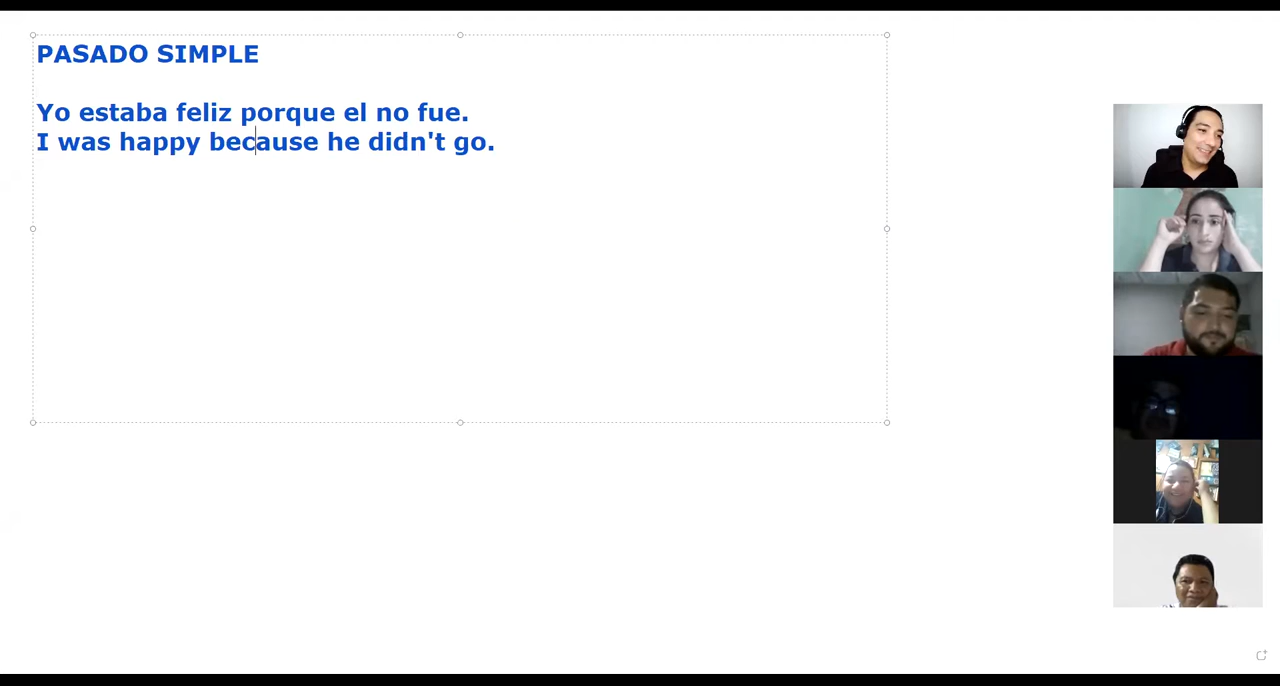 PASADO SIMPLE
Yo estaba feliz porque el no fue.
I was happy because he didn't go.